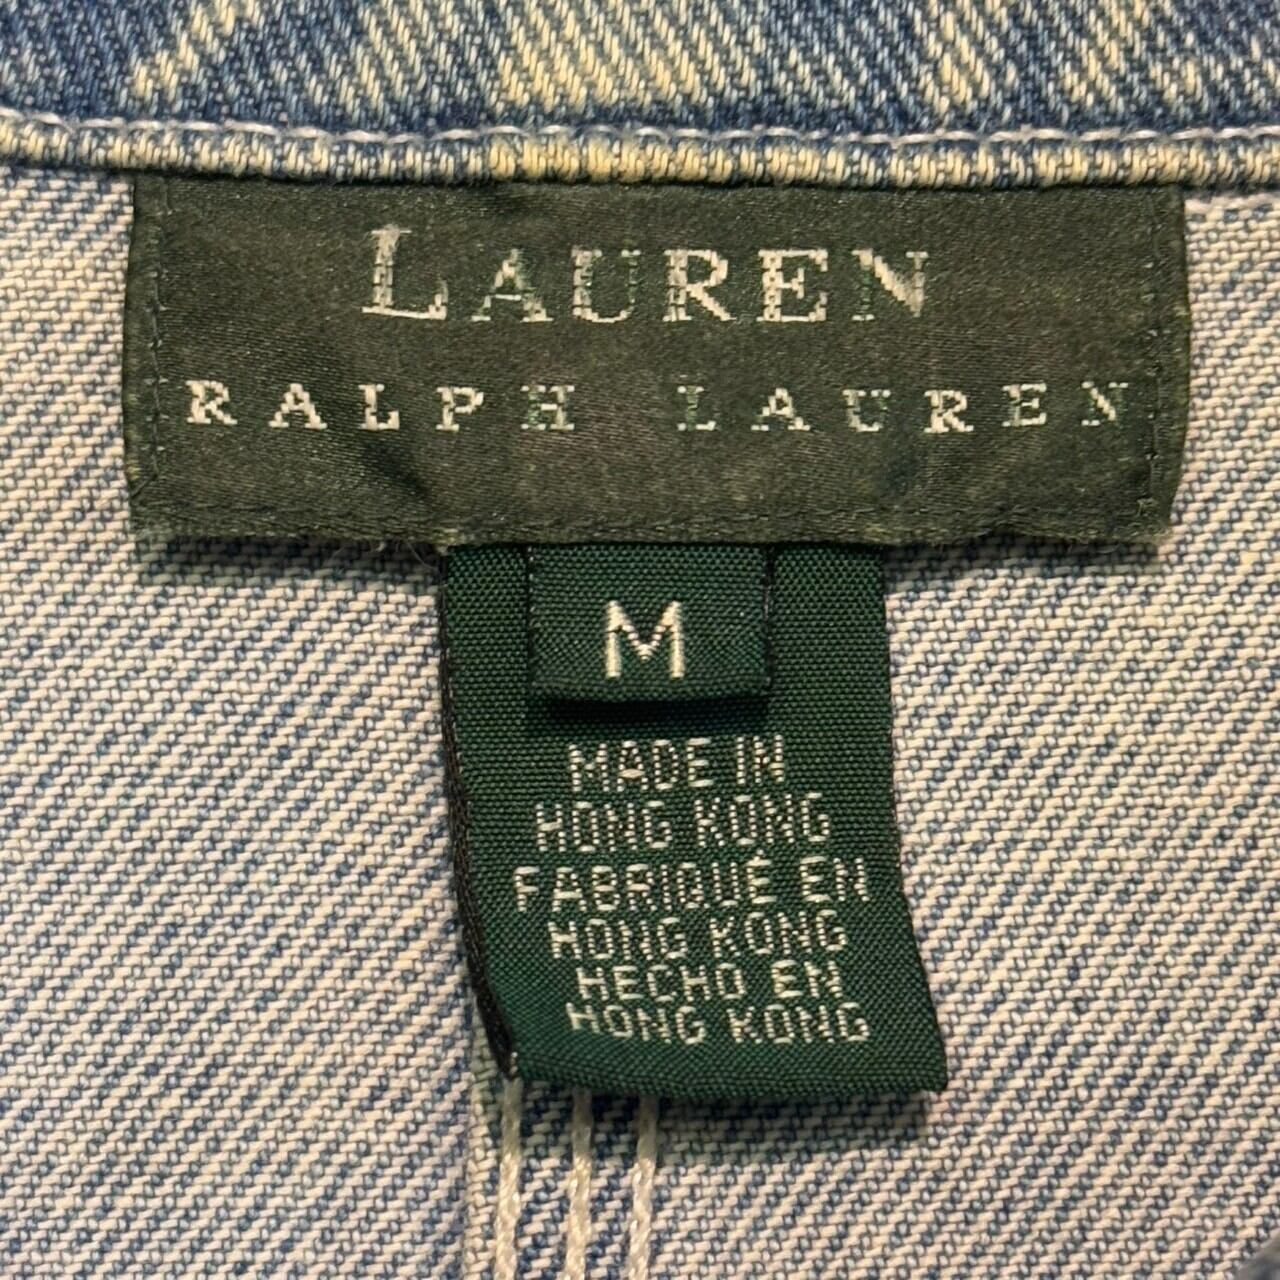 LAUREN
RALPH LAUREN
M
MADE IN
HONG KONG
FABRIQUÉ EN
HONG KONG
HECHO EN
HONG KONG